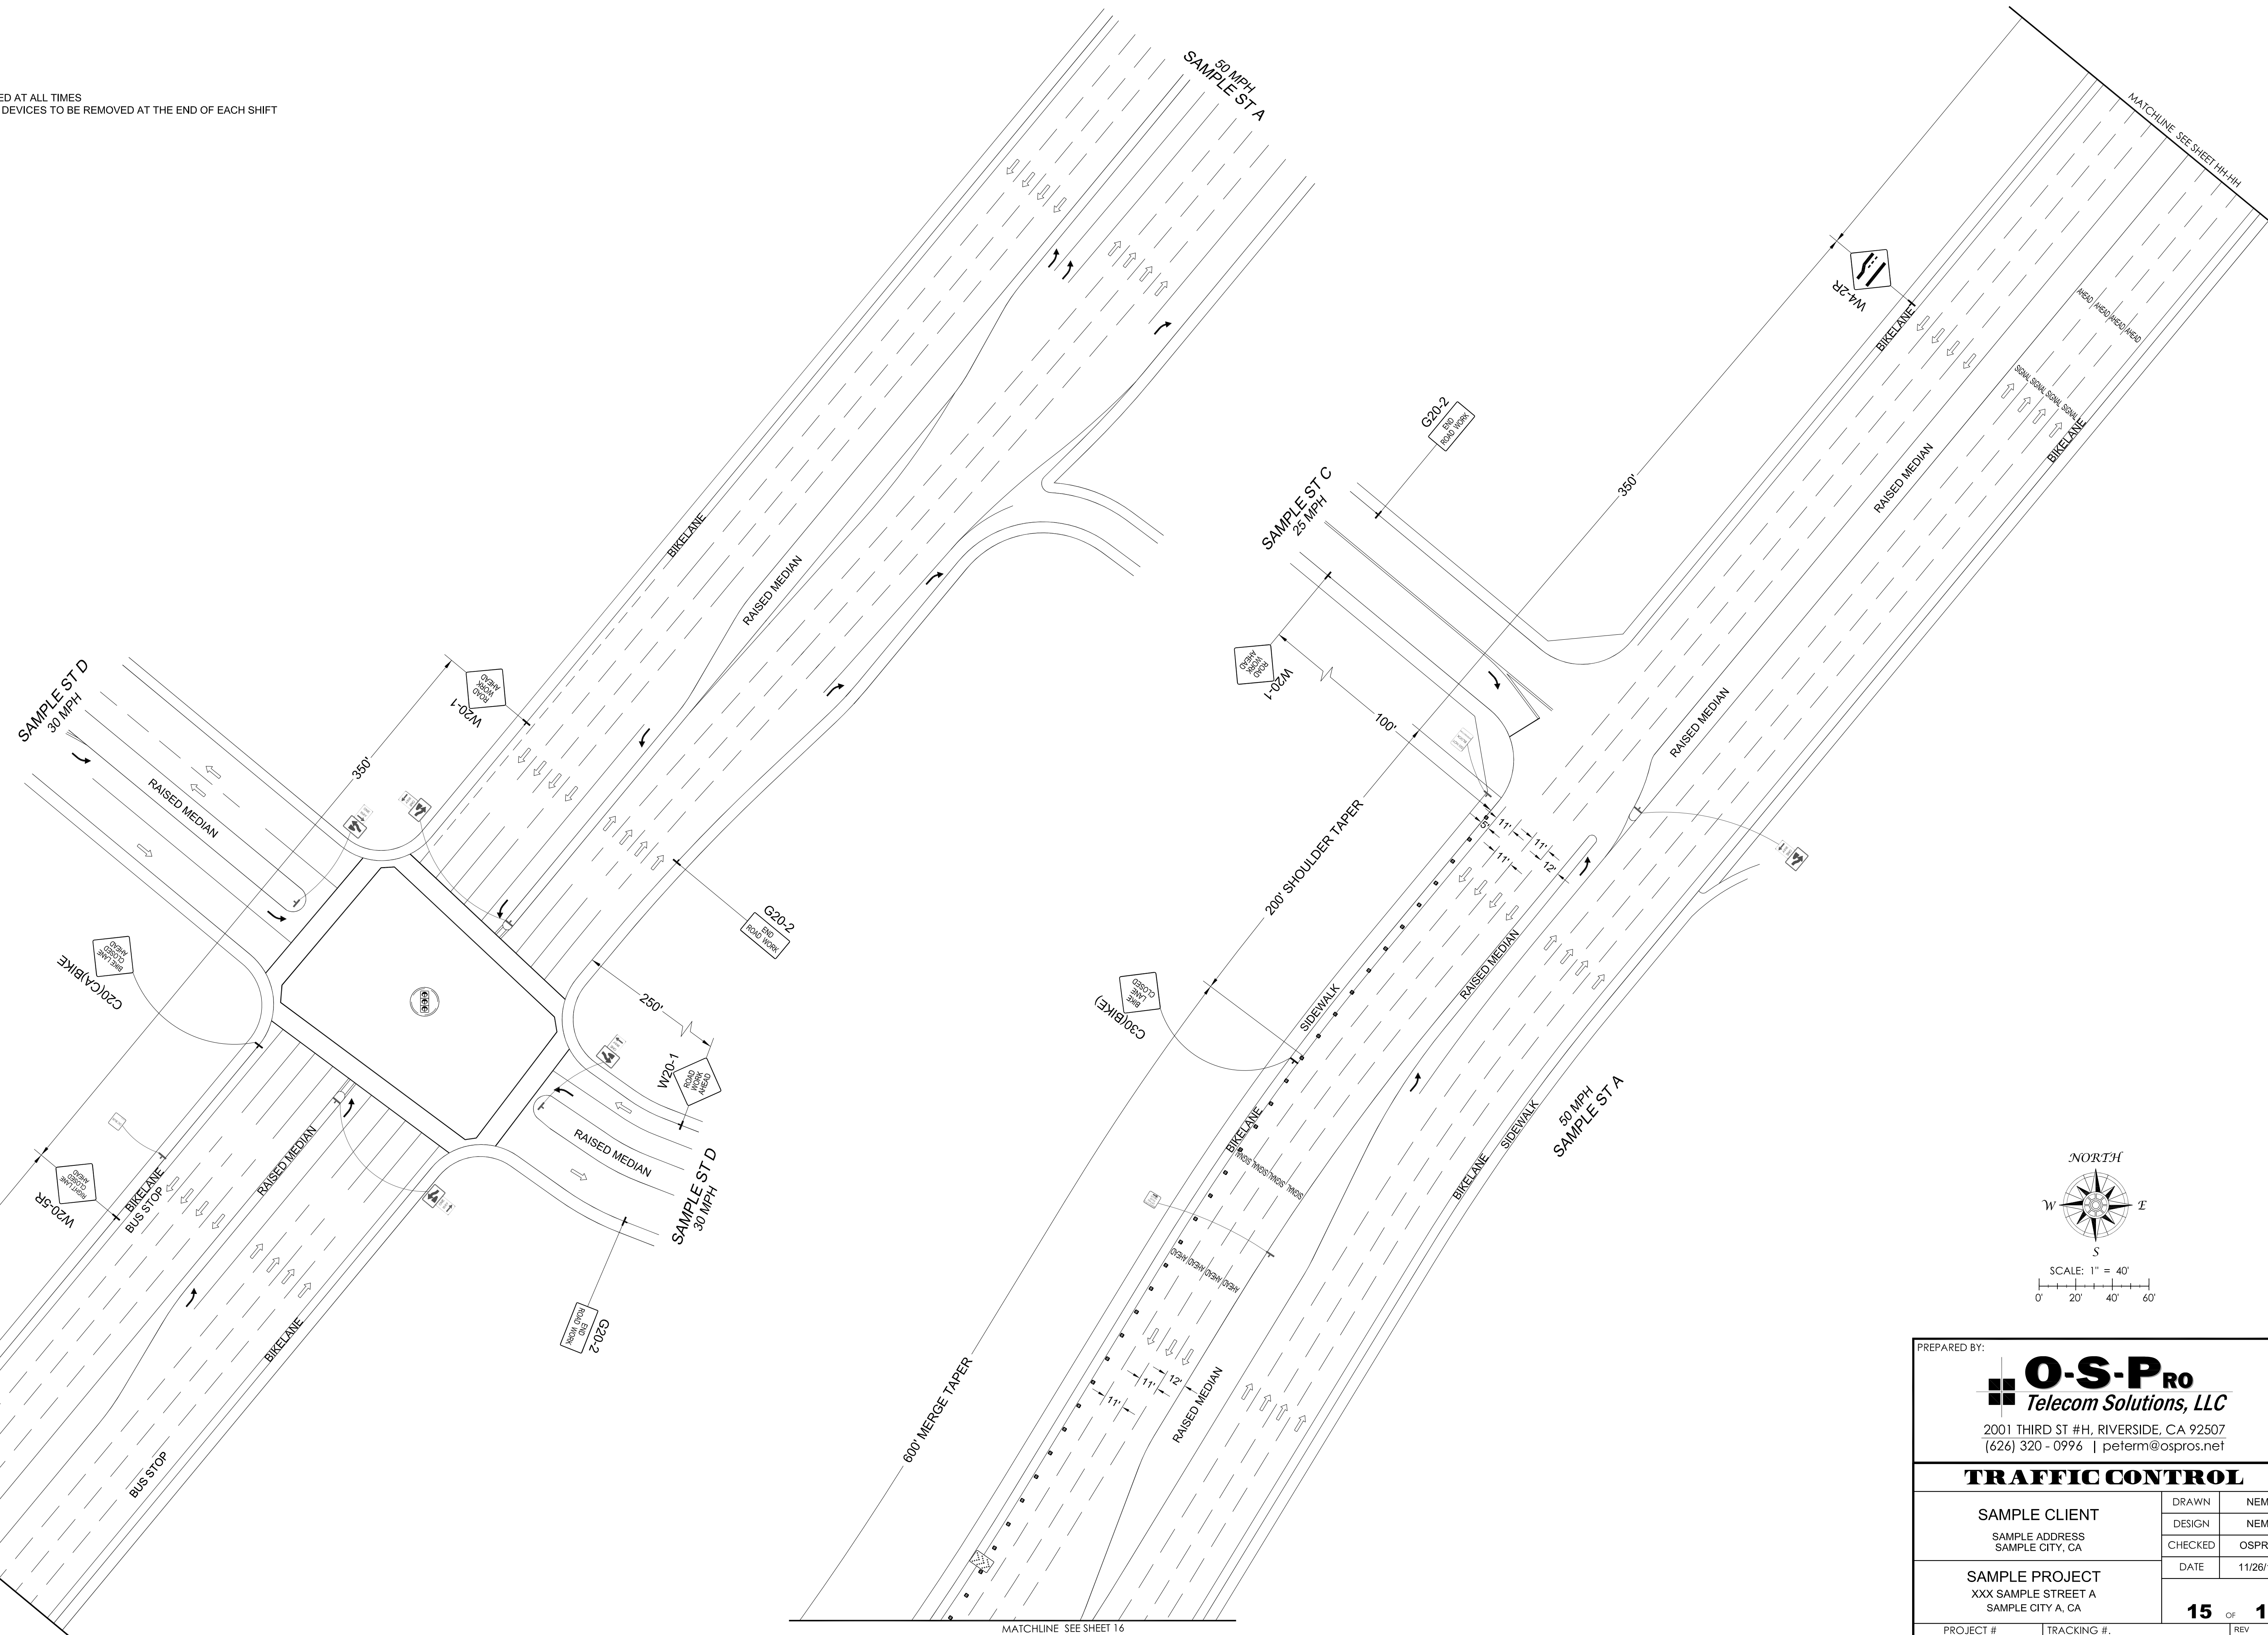 ED AT ALL TIMES
DEVICES TO BE REMOVED AT THE END OF EACH SHIFT
50 MPH
SAMPLE ST A
BIKELANE
RAISED MEDIAN
SAMPLE ST D
30 MPH
RAISED MEDIAN
350'
ROAD
WORK
AHEAD
W20-1
G20-2
END
ROAD WORK
250'
W20-1
ROAD
WORK
AHEAD
RAISED MEDIAN
SAMPLE ST D
30 MPH
END
ROAD WORK
G20-2
BIKE LANE
CLOSED
AHEAD
C20(CA)BIKE
RIGHT LANE
CLOSED
AHEAD
W20-5R
BIKELANE
BUS STOP
RAISED MEDIAN
BIKELANE
BUS STOP
MATCHLINE SEE SHEET HH-HH
W4-2R
BIKELANE
AHEAD AHEAD AHEAD AHEAD
SIGNAL SIGNAL SIGNAL SIGNAL
BIKELANE
RAISED MEDIAN
350'
G20-2
END
ROAD WORK
SAMPLE ST C
25 MPH
ROAD
WORK
AHEAD
W20-1
100'
RAISED MEDIAN
200' SHOULDER TAPER
5'
11'
11'
11'
12'
RAISED MEDIAN
SIDEWALK
BIKE
LANE
CLOSED
C30(BIKE)
BIKELANE
SIGNAL SIGNAL SIGNAL SIGNAL
AHEAD AHEAD AHEAD AHEAD
50 MPH
SAMPLE ST A
SIDEWALK
BIKELANE
600' MERGE TAPER
11'
11'
12'
RAISED MEDIAN
MATCHLINE SEE SHEET 16
NORTH
W
E
S
SCALE: 1" = 40'
0' 20' 40' 60'
PREPARED BY:
O-S-PRO
Telecom Solutions, LLC
2001 THIRD ST #H, RIVERSIDE, CA 92507
(626) 320 - 0996 | peterm@ospros.net
TRAFFIC CONTROL
SAMPLE CLIENT
SAMPLE ADDRESS
SAMPLE CITY, CA
DRAWN NEM
DESIGN NEM
CHECKED OSPR
DATE 11/26/
SAMPLE PROJECT
XXX SAMPLE STREET A
SAMPLE CITY A, CA
15 OF 1
PROJECT # TRACKING #. REV